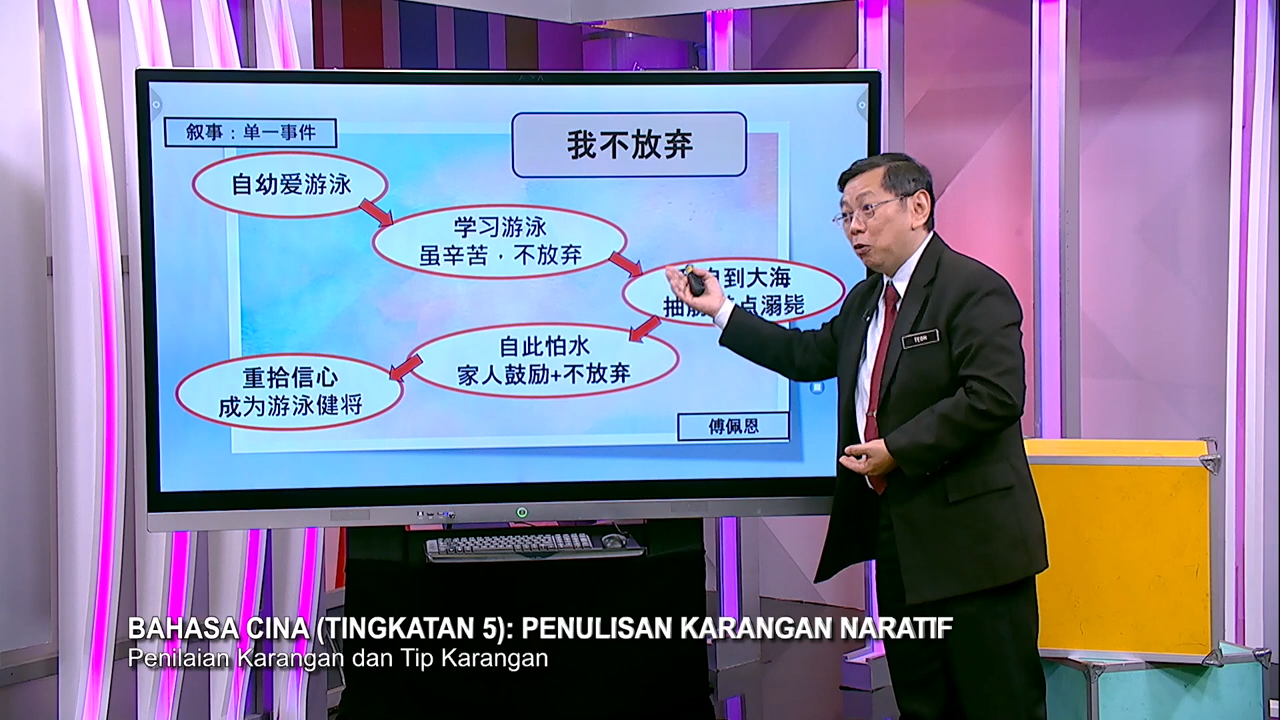 叙事：单一事件
我不放弃
自幼爱游泳
学习游泳
虽辛苦，不放弃
到大海
抽 点溺毙
自此怕水
家人鼓励+不放弃
重拾信心
成为游泳健将
傅佩恩
TEOH
BAHASA CINA (TINGKATAN 5): PENULISAN KARANGAN NARATIF
Penilaian Karangan dan Tip Karangan